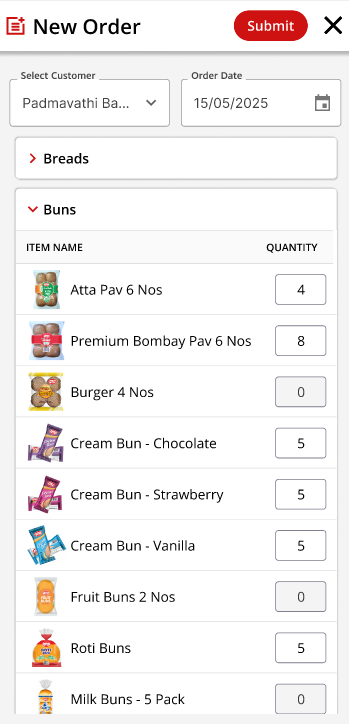 New Order
Submit
Select Customer
Padmavathi Ba...
Order Date
15/05/2025
Breads
Buns
ITEM NAME QUANTITY
Atta Pav 6 Nos 4
Premium Bombay Pav 6 Nos 8
Burger 4 Nos 0
Cream Bun - Chocolate 5
Cream Bun - Strawberry 5
Cream Bun - Vanilla 5
Fruit Buns 2 Nos 0
Roti Buns 5
Milk Buns - 5 Pack 0